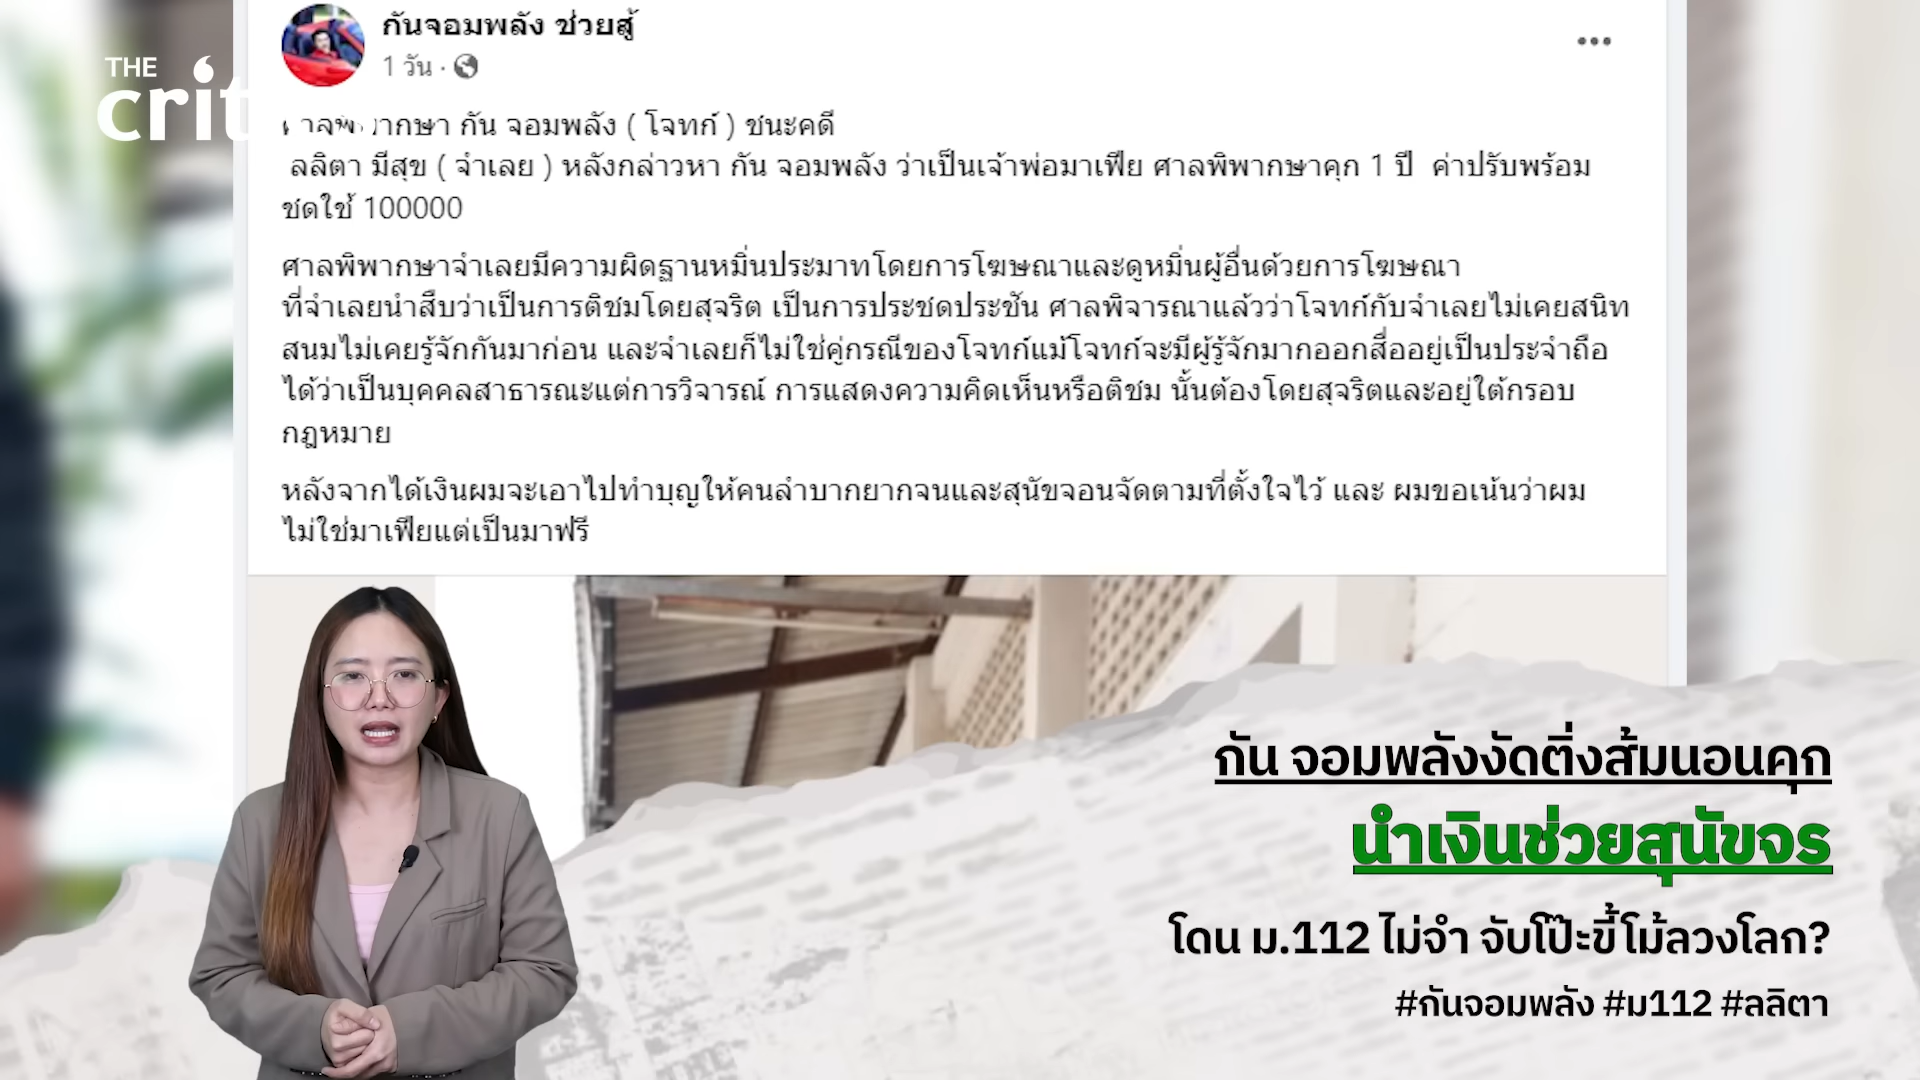 THE
crit
กันจอมพลัง ช่วยสู้
1 วัน ·
กัน จอมพลัง ( โจทก์ ) ชนะคดี
ลลิตา มีสุข ( จำเลย ) หลังกล่าวหา กัน จอมพลัง ว่าเป็นเจ้าพ่อมาเฟีย ศาลพิพากษาคุก 1 ปี ค่าปรับพร้อม
ชดใช้ 100000
ศาลพิพากษาจำเลยมีความผิดฐานหมิ่นประมาทโดยการโฆษณาและดูหมิ่นผู้อื่นด้วยการโฆษณา
ที่จำเลยนำสืบว่าเป็นการติชมโดยสุจริต เป็นการประชดประชัน ศาลพิจารณาแล้วว่าโจทก์กับจำเลยไม่เคยสนิท
สนมไม่เคยรู้จักกันมาก่อน และจำเลยก็ไม่ใช่คู่กรณีของโจทก์แม้โจทก์จะมีผู้รู้จักมากออกสื่ออยู่เป็นประจำถือ
ได้ว่าเป็นบุคคลสาธารณะแต่การวิจารณ์ การแสดงความคิดเห็นหรือติชม นั้นต้องโดยสุจริตและอยู่ใต้กรอบ
กฎหมาย
หลังจากได้เงินผมจะเอาไปทำบุญให้คนลำบากยากจนและสุนัขจอนจัดตามที่ตั้งใจไว้ และ ผมขอเน้นว่าผม
ไม่ใช่มาเฟียแต่เป็นมาฟรี
กัน จอมพลังงัดติ่งส้มนอนคุก
นำเงินช่วยสุนัขจร
โดน ม.112 ไม่จำ จับโป๊ะขี้โม้ลวงโลก?
#กันจอมพลัง #ม112 #ลลิตา